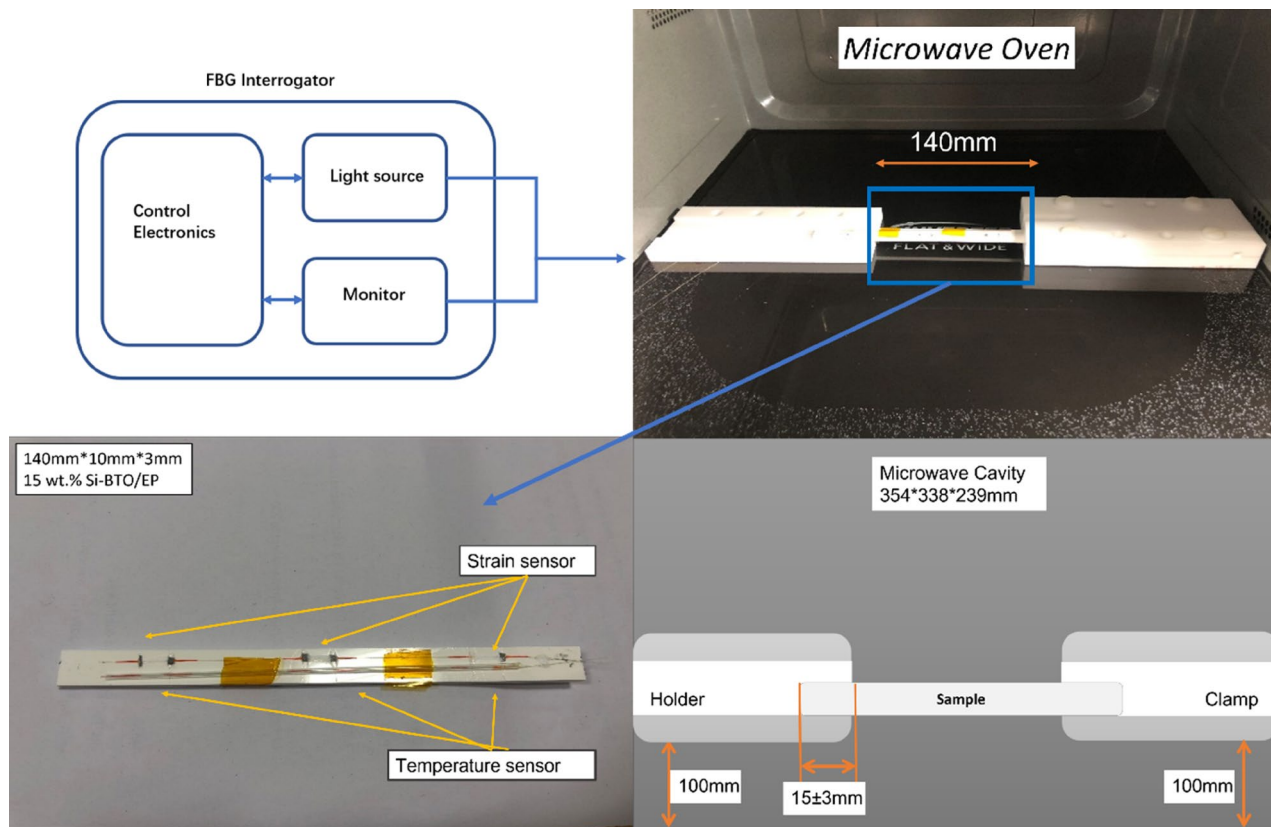 FBG Interrogator
Control
Electronics
Light source
Monitor
Microwave Oven
140mm
FLAT & WIDE
140mm*10mm*3mm
15 wt.% Si-BTO/EP
Strain sensor
Temperature sensor
Microwave Cavity
354*338*239mm
Holder
Sample
Clamp
100mm
15±3mm
100mm